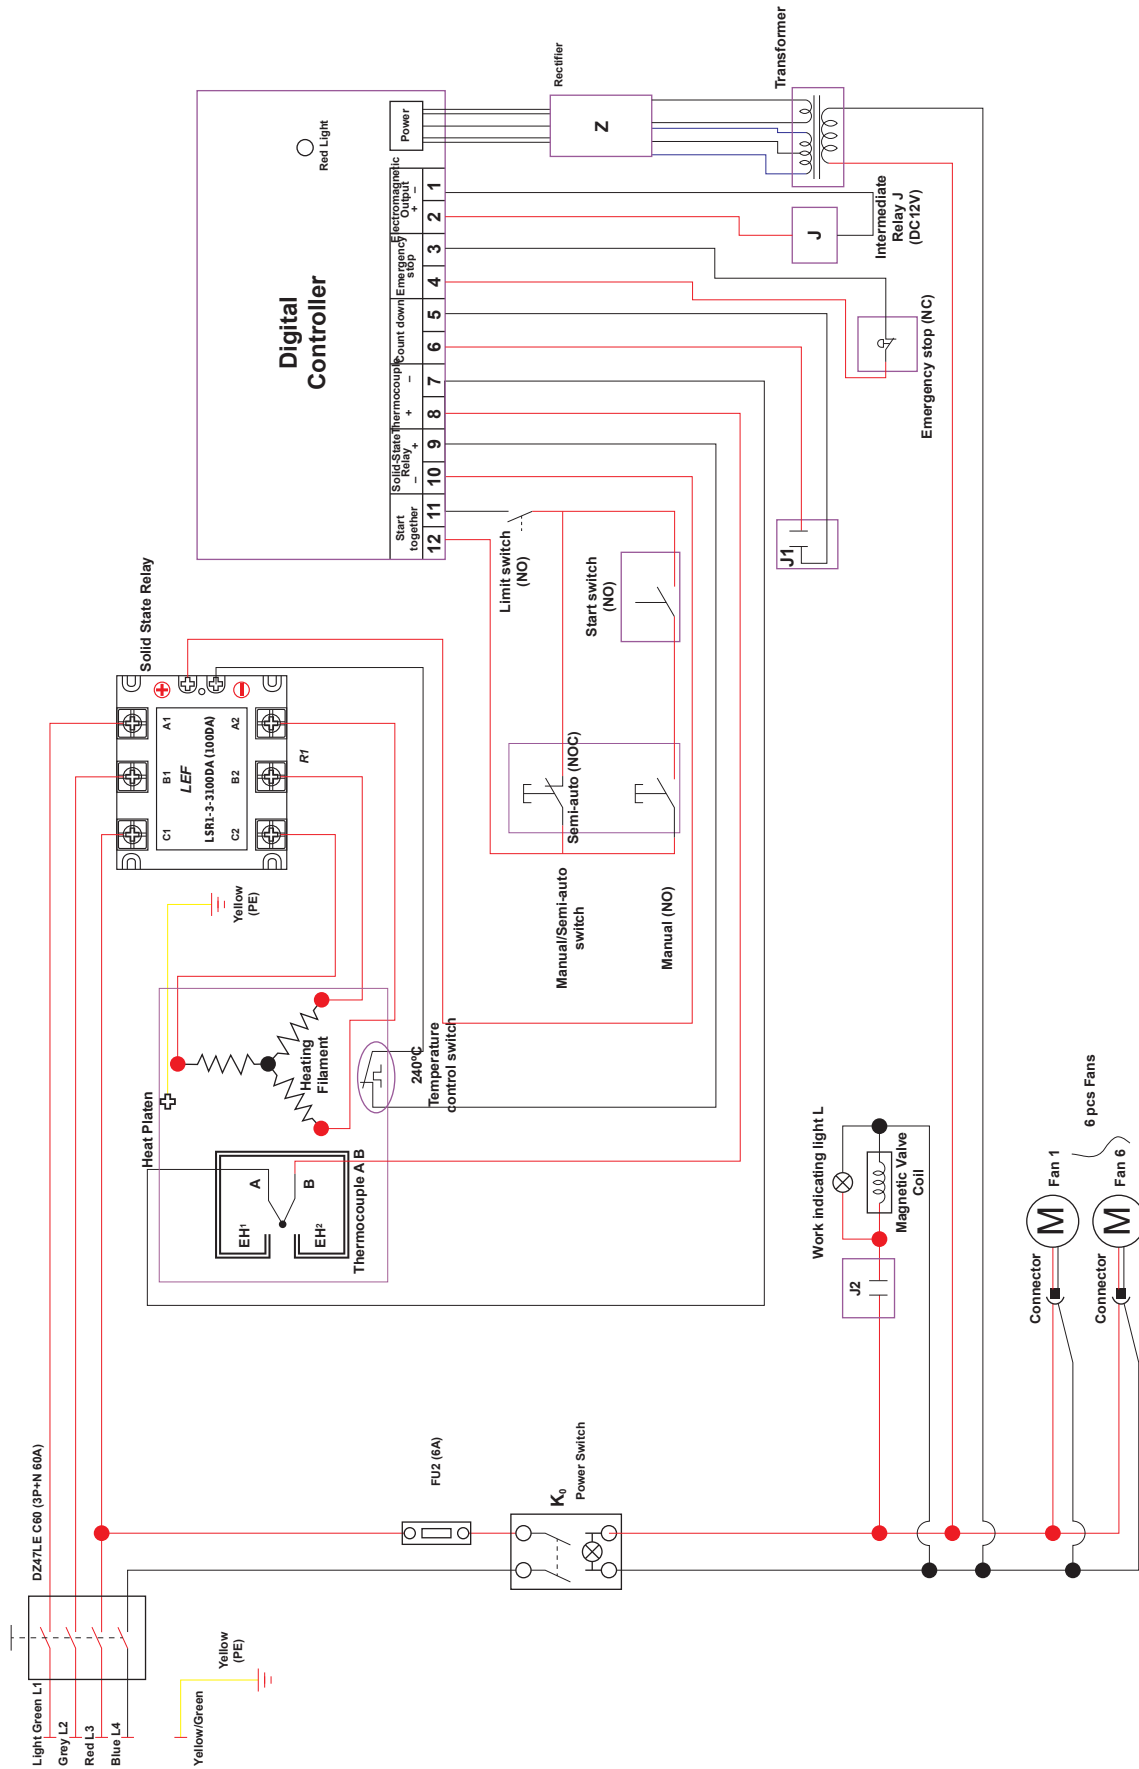 Light Green L1
Grey L2
Red L3
Blue L4
Yellow/Green
Yellow
(PE)
DZ47LE C60 (3P+N 60A)
FU2 (6A)
K₀
Power Switch
Solid State Relay
A1
B1
C1
LEF
LSR1-3-3100DA (100DA)
A2
B2
C2
R1
Yellow
(PE)
Heat Platen
Heating
Filament
A
B
EH¹
EH²
Thermocouple A B
240ºC
Temperature
control switch
Digital
Controller
Red Light
Power
Electromagnetic
Output
+ −
Emergency
stop
Count down
Thermocouple
+ −
Solid-State
Relay
− +
Start
together
1
2
3
4
5
6
7
8
9
10
11
12
Rectifier
Z
Transformer
J
Intermediate
Relay J
(DC12V)
Emergency stop (NC)
J1
Limit switch
(NO)
Start switch
(NO)
Semi-auto (NOC)
Manual/Semi-auto
switch
Manual (NO)
Work indicating light L
Magnetic Valve
Coil
J2
6 pcs Fans
Fan 1
M
Connector
Fan 6
M
Connector